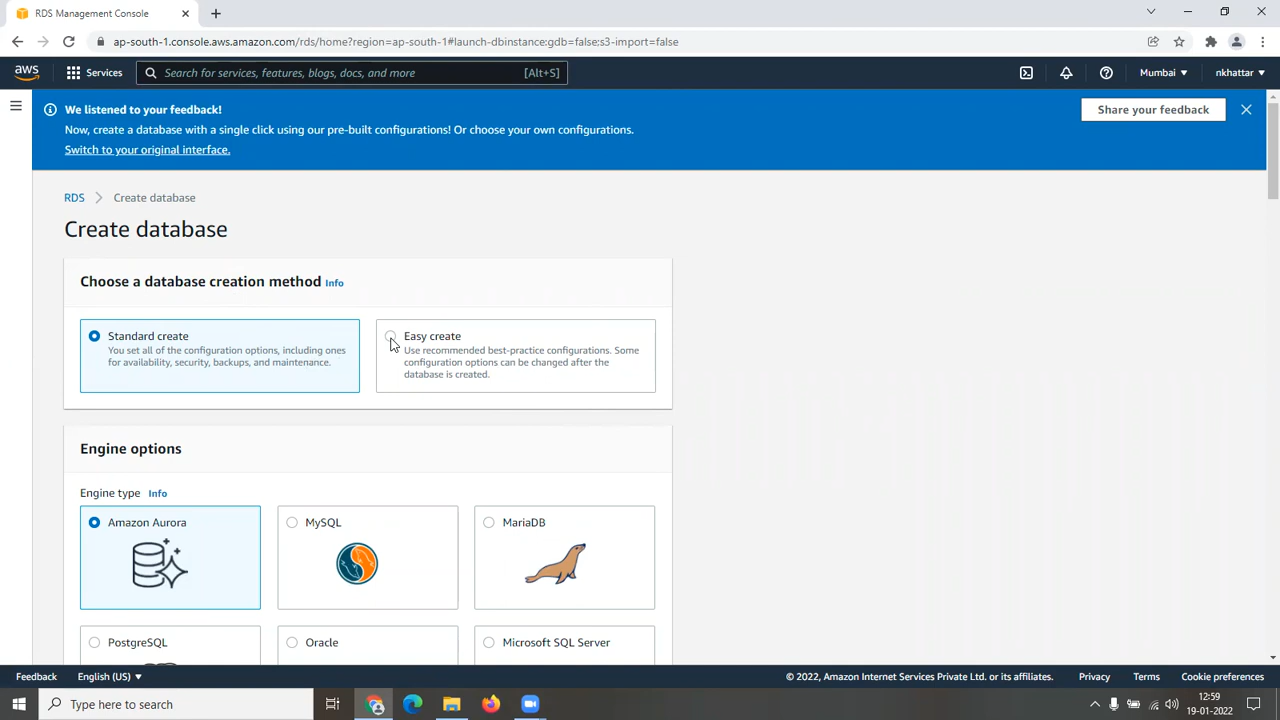 RDS Management Console
ap-south-1.console.aws.amazon.com/rds/home?region=ap-south-1#launch-dbinstance:gdb=false;s3-import=false
aws
Services
Search for services, features, blogs, docs, and more
[Alt+S]
Mumbai
nkhattar
We listened to your feedback!
Now, create a database with a single click using our pre-built configurations! Or choose your own configurations.
Switch to your original interface.
Share your feedback
RDS
Create database
Create database
Choose a database creation method Info
Standard create
You set all of the configuration options, including ones
for availability, security, backups, and maintenance.
Easy create
Use recommended best-practice configurations. Some
configuration options can be changed after the
database is created.
Engine options
Engine type Info
Amazon Aurora
MySQL
MariaDB
PostgreSQL
Oracle
Microsoft SQL Server
Feedback
English (US)
© 2022, Amazon Internet Services Private Ltd. or its affiliates.
Privacy
Terms
Cookie preferences
Type here to search
12:59
19-01-2022